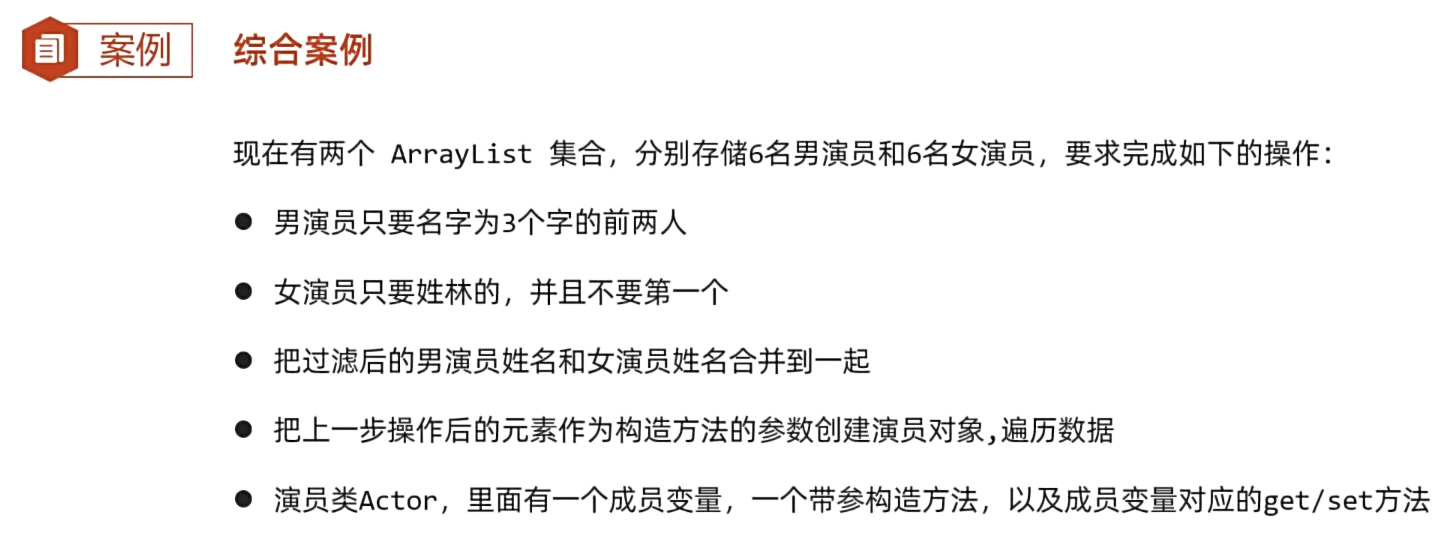 案例
综合案例
现在有两个 ArrayList 集合，分别存储6名男演员和6名女演员，要求完成如下的操作：
● 男演员只要名字为3个字的前两人
● 女演员只要姓林的，并且不要第一个
● 把过滤后的男演员姓名和女演员姓名合并到一起
● 把上一步操作后的元素作为构造方法的参数创建演员对象,遍历数据
● 演员类Actor，里面有一个成员变量，一个带参构造方法，以及成员变量对应的get/set方法